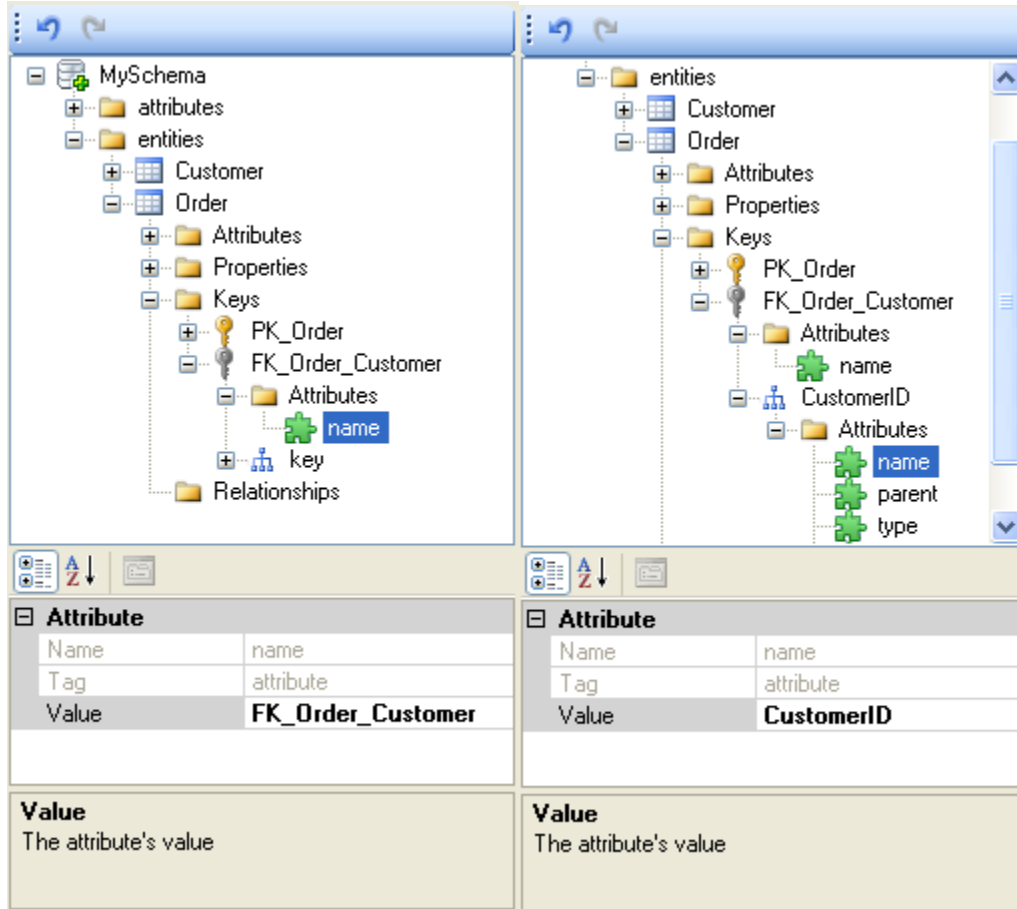 MySchema
attributes
entities
Customer
Order
Attributes
Properties
Keys
PK_Order
FK_Order_Customer
Attributes
name
key
Relationships
A
Z
Attribute
Name name
Tag attribute
Value FK_Order_Customer
Value
The attribute's value
entities
Customer
Order
Attributes
Properties
Keys
PK_Order
FK_Order_Customer
Attributes
name
CustomerID
Attributes
name
parent
type
A
Z
Attribute
Name name
Tag attribute
Value CustomerID
Value
The attribute's value